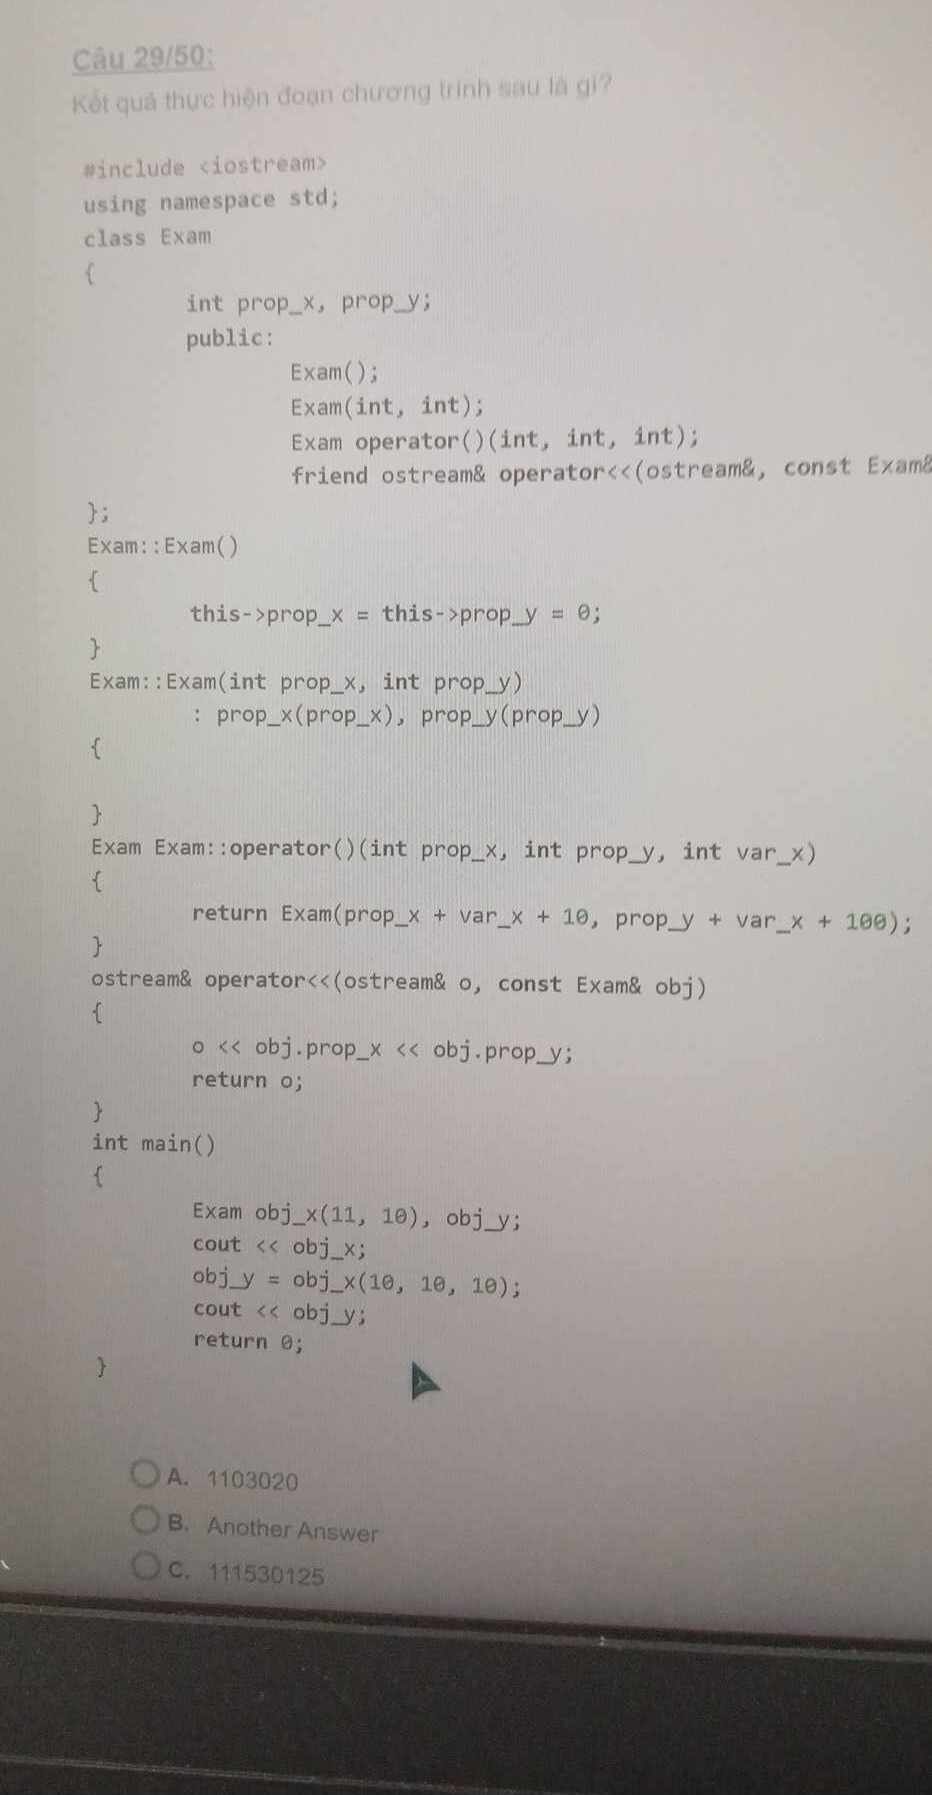 Câu 29/50:
Kết quả thực hiện đoạn chương trình sau là gì?
#include <iostream>
using namespace std;
class Exam
{
int prop_x, prop_y;
public:
Exam();
Exam(int, int);
Exam operator()(int, int, int);
friend ostream& operator<<(ostream&, const Exam&
};
Exam::Exam()
{
this->prop_x = this->prop_y = 0;
}
Exam::Exam(int prop_x, int prop_y)
: prop_x(prop_x), prop_y(prop_y)
{
}
Exam Exam::operator()(int prop_x, int prop_y, int var_x)
{
return Exam(prop_x + var_x + 10, prop_y + var_x + 100);
}
ostream& operator<<(ostream& o, const Exam& obj)
{
o << obj.prop_x << obj.prop_y;
return o;
}
int main()
{
Exam obj_x(11, 10), obj_y;
cout << obj_x;
obj_y = obj_x(10, 10, 10);
cout << obj_y;
return 0;
}
A. 1103020
B. Another Answer
C. 111530125